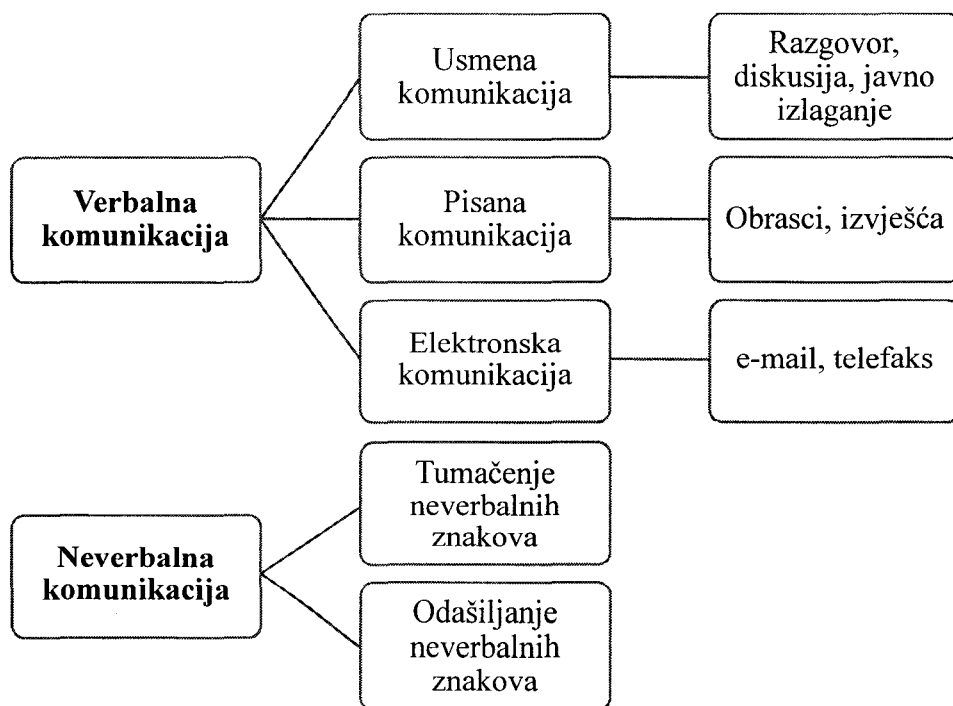 Verbalna
komunikacija
Usmena
komunikacija
Razgovor,
diskusija, javno
izlaganje
Pisana
komunikacija
Obrasci, izvješća
Elektronska
komunikacija
e-mail, telefaks
Neverbalna
komunikacija
Tumačenje
neverbalnih
znakova
Odašiljanje
neverbalnih
znakova